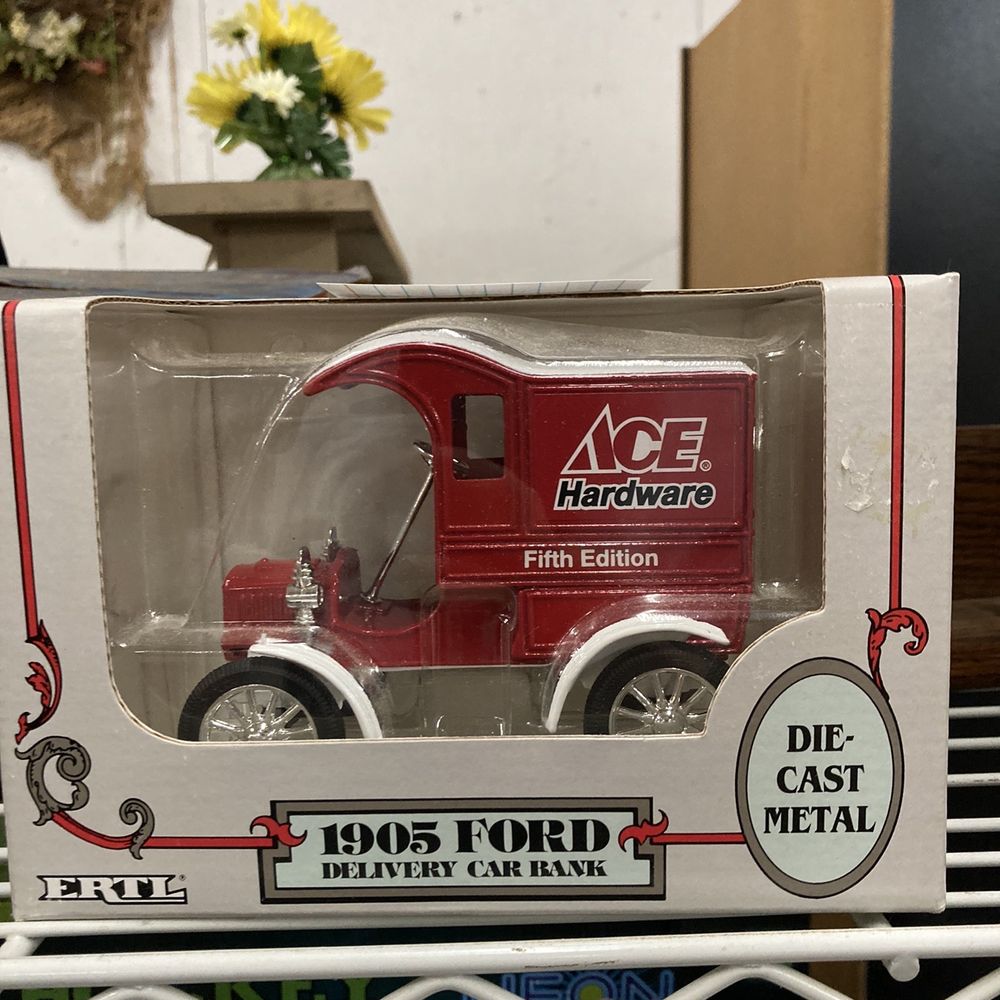 ACE®
Hardware
Fifth Edition
DIE-
CAST
METAL
1905 FORD
DELIVERY CAR BANK
ERTL®